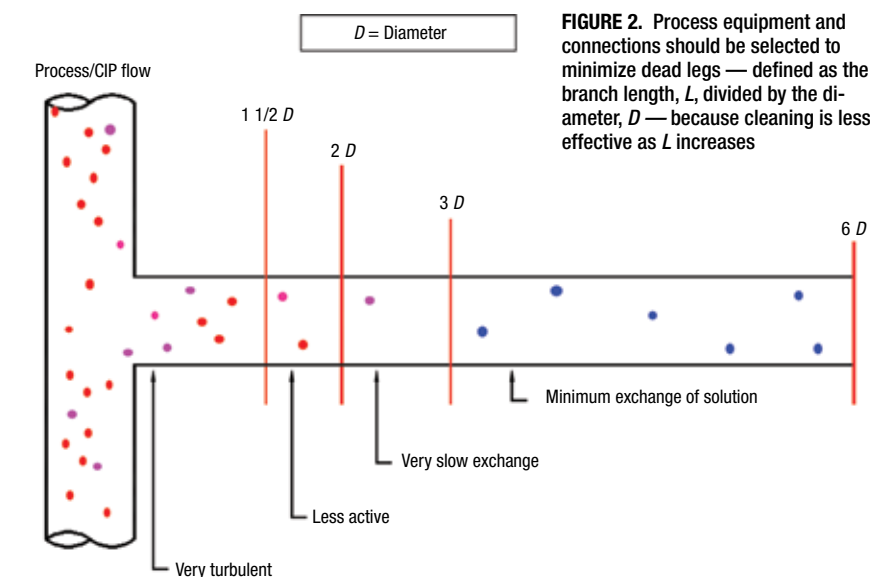 D = Diameter
FIGURE 2. Process equipment and
connections should be selected to
minimize dead legs — defined as the
branch length, L, divided by the di-
ameter, D — because cleaning is less
effective as L increases
Process/CIP flow
1 1/2 D
2 D
3 D
6 D
Minimum exchange of solution
Very slow exchange
Less active
Very turbulent